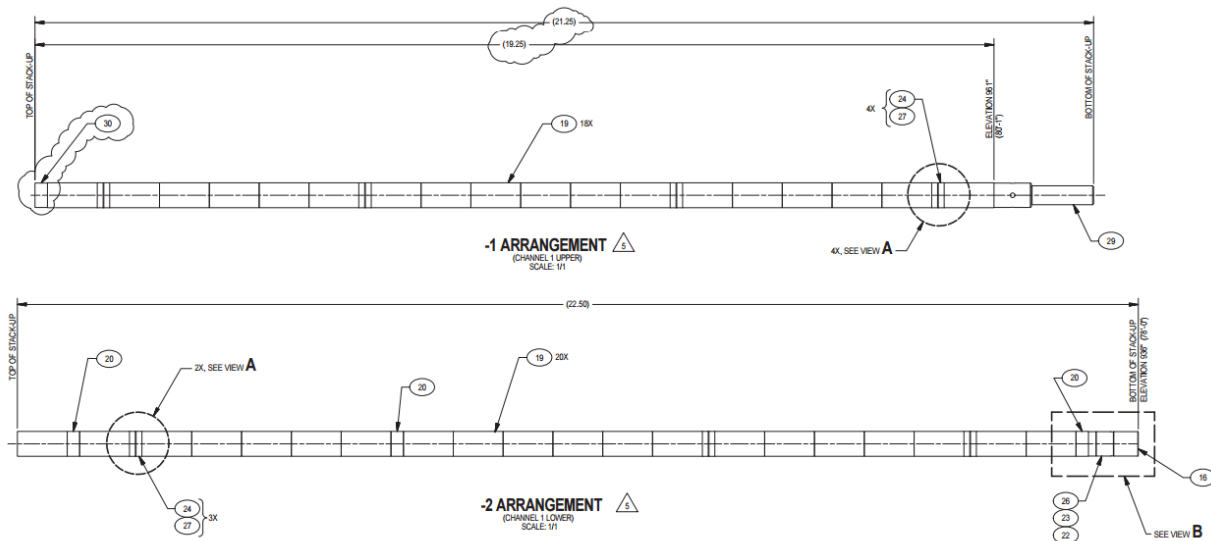 (21.25)
(19.25)
TOP OF STACK-UP
ELEVATION 961"
(80'-1")
BOTTOM OF STACK-UP
30
19 18X
4X
24
27
-1 ARRANGEMENT 5
(CHANNEL 1 UPPER)
SCALE: 1/1
4X, SEE VIEW A
29
(22.50)
TOP OF STACK-UP
BOTTOM OF STACK-UP
ELEVATION 936" (78'-0")
20
2X, SEE VIEW A
20
19 20X
20
24
27
3X
-2 ARRANGEMENT 5
(CHANNEL 1 LOWER)
SCALE: 1/1
16
26
23
22
SEE VIEW B